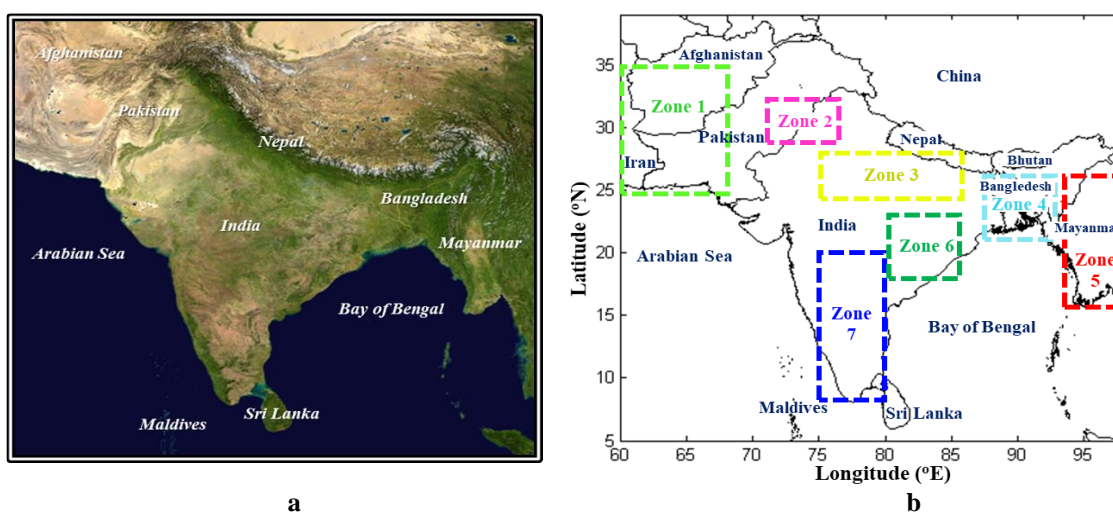 Afghanistan
Pakistan
Nepal
Bangladesh
India
Mayanmar
Arabian Sea
Bay of Bengal
Sri Lanka
Maldives
a
Latitude (°N)
35
30
25
20
15
10
5
60 65 70 75 80 85 90 95
Longitude (°E)
Afghanistan
China
Zone 1
Zone 2
Pakistan
Nepal
Iran
Bhutan
Zone 3
Bangledesh
Zone 4
India
Mayanmar
Zone 6
Arabian Sea
Zone
5
Zone
7
Bay of Bengal
Maldives
Sri Lanka
b